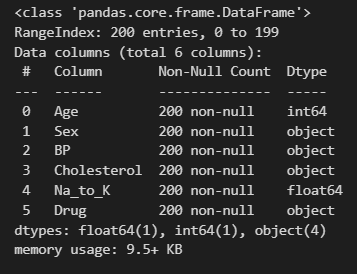 <class 'pandas.core.frame.DataFrame'>
RangeIndex: 200 entries, 0 to 199
Data columns (total 6 columns):
 #   Column       Non-Null Count  Dtype
---  ------       --------------  -----
 0   Age          200 non-null    int64
 1   Sex          200 non-null    object
 2   BP           200 non-null    object
 3   Cholesterol  200 non-null    object
 4   Na_to_K      200 non-null    float64
 5   Drug         200 non-null    object
dtypes: float64(1), int64(1), object(4)
memory usage: 9.5+ KB